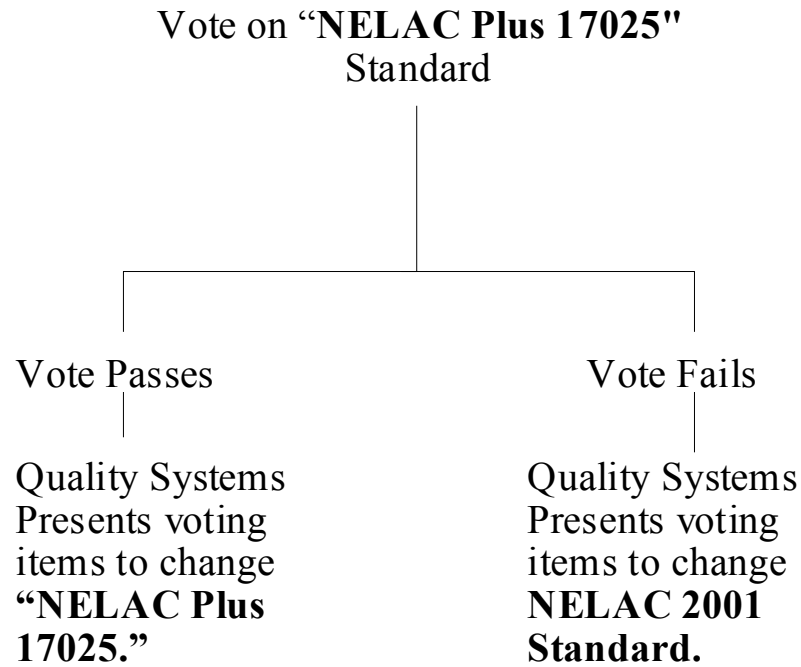 Vote on “NELAC Plus 17025"
Standard
Vote Passes
Vote Fails
Quality Systems
Presents voting
items to change
“NELAC Plus
17025.”
Quality Systems
Presents voting
items to change
NELAC 2001
Standard.